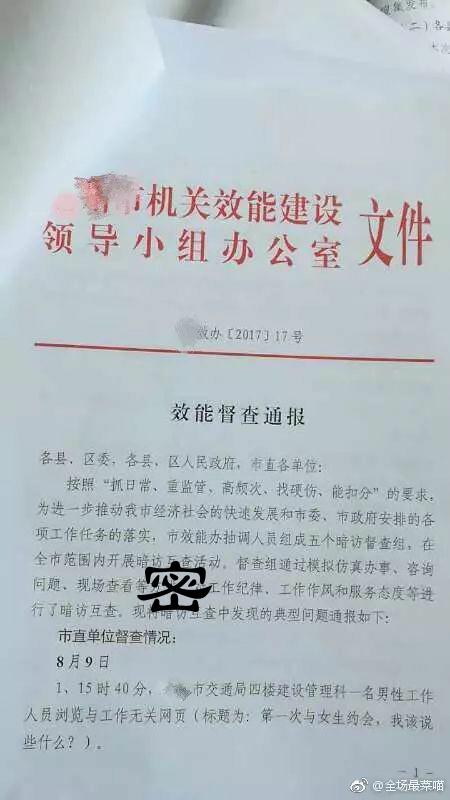 二)各县
市机关效能建设
领导小组办公室 文件
效办〔2017〕17号
效能督查通报
各县、区委,各县、区人民政府,市直各单位:
按照“抓日常、重监管、高频次、找硬伤、能扣分”的要求,
为进一步推动我市经济社会的快速发展和市委、市政府安排的各
项工作任务的落实,市效能办抽调人员组成五个暗访督查组,在
全市范围内开展暗访互查活动。督查组通过模拟仿真办事、咨询
问题、现场查看等 工作纪律、工作作风和服务态度等进
密
行了暗访互查。现将暗访互查中发现的典型问题通报如下:
市直单位督查情况:
8月9日
1、15时40分, 市交通局四楼建设管理科一名男性工作
人员浏览与工作无关网页(标题为:第一次与女生约会,我该说
些什么?)。
- 1 -
@全场最菜喵